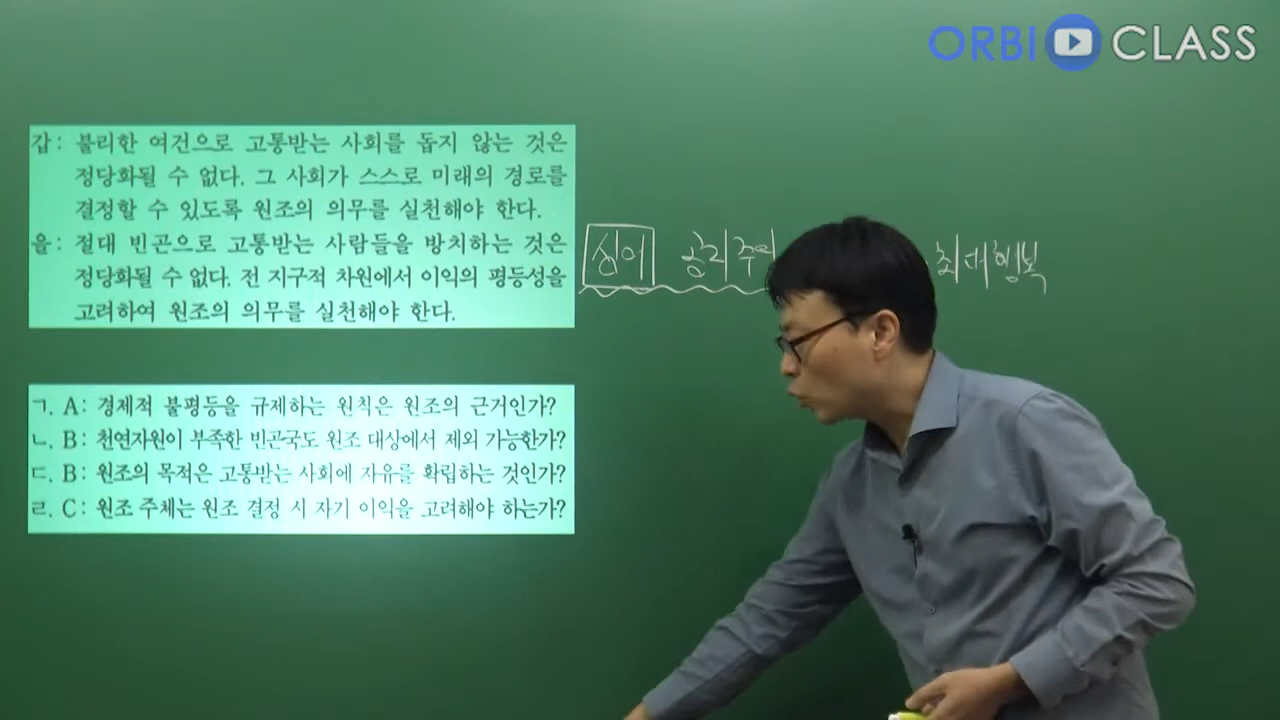 ORBI CLASS
갑: 불리한 여건으로 고통받는 사회를 돕지 않는 것은
정당화될 수 없다. 그 사회가 스스로 미래의 경로를
결정할 수 있도록 원조의 의무를 실천해야 한다.
을: 절대 빈곤으로 고통받는 사람들을 방치하는 것은
정당화될 수 없다. 전 지구적 차원에서 이익의 평등성을
고려하여 원조의 의무를 실천해야 한다.
싱어 공리주의 최대행복
ㄱ. A: 경제적 불평등을 규제하는 원칙은 원조의 근거인가?
ㄴ. B: 천연자원이 부족한 빈곤국도 원조 대상에서 제외 가능한가?
ㄷ. B: 원조의 목적은 고통받는 사회에 자유를 확립하는 것인가?
ㄹ. C: 원조 주체는 원조 결정 시 자기 이익을 고려해야 하는가?